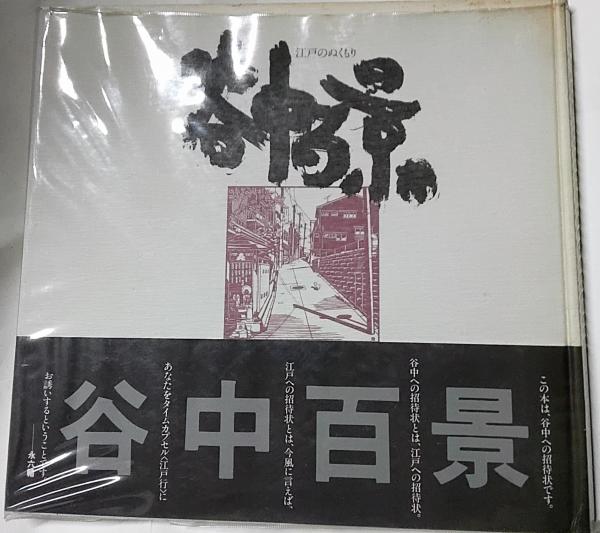 江戸のぬくもり
谷中百景
谷中百景
この本は、谷中への招待状です。
谷中への招待状とは、江戸への招待状。
江戸への招待状とは、今風に言えば、
あなたをタイムカプセル〈江戸行〉に
お誘いするということです
──永六輔